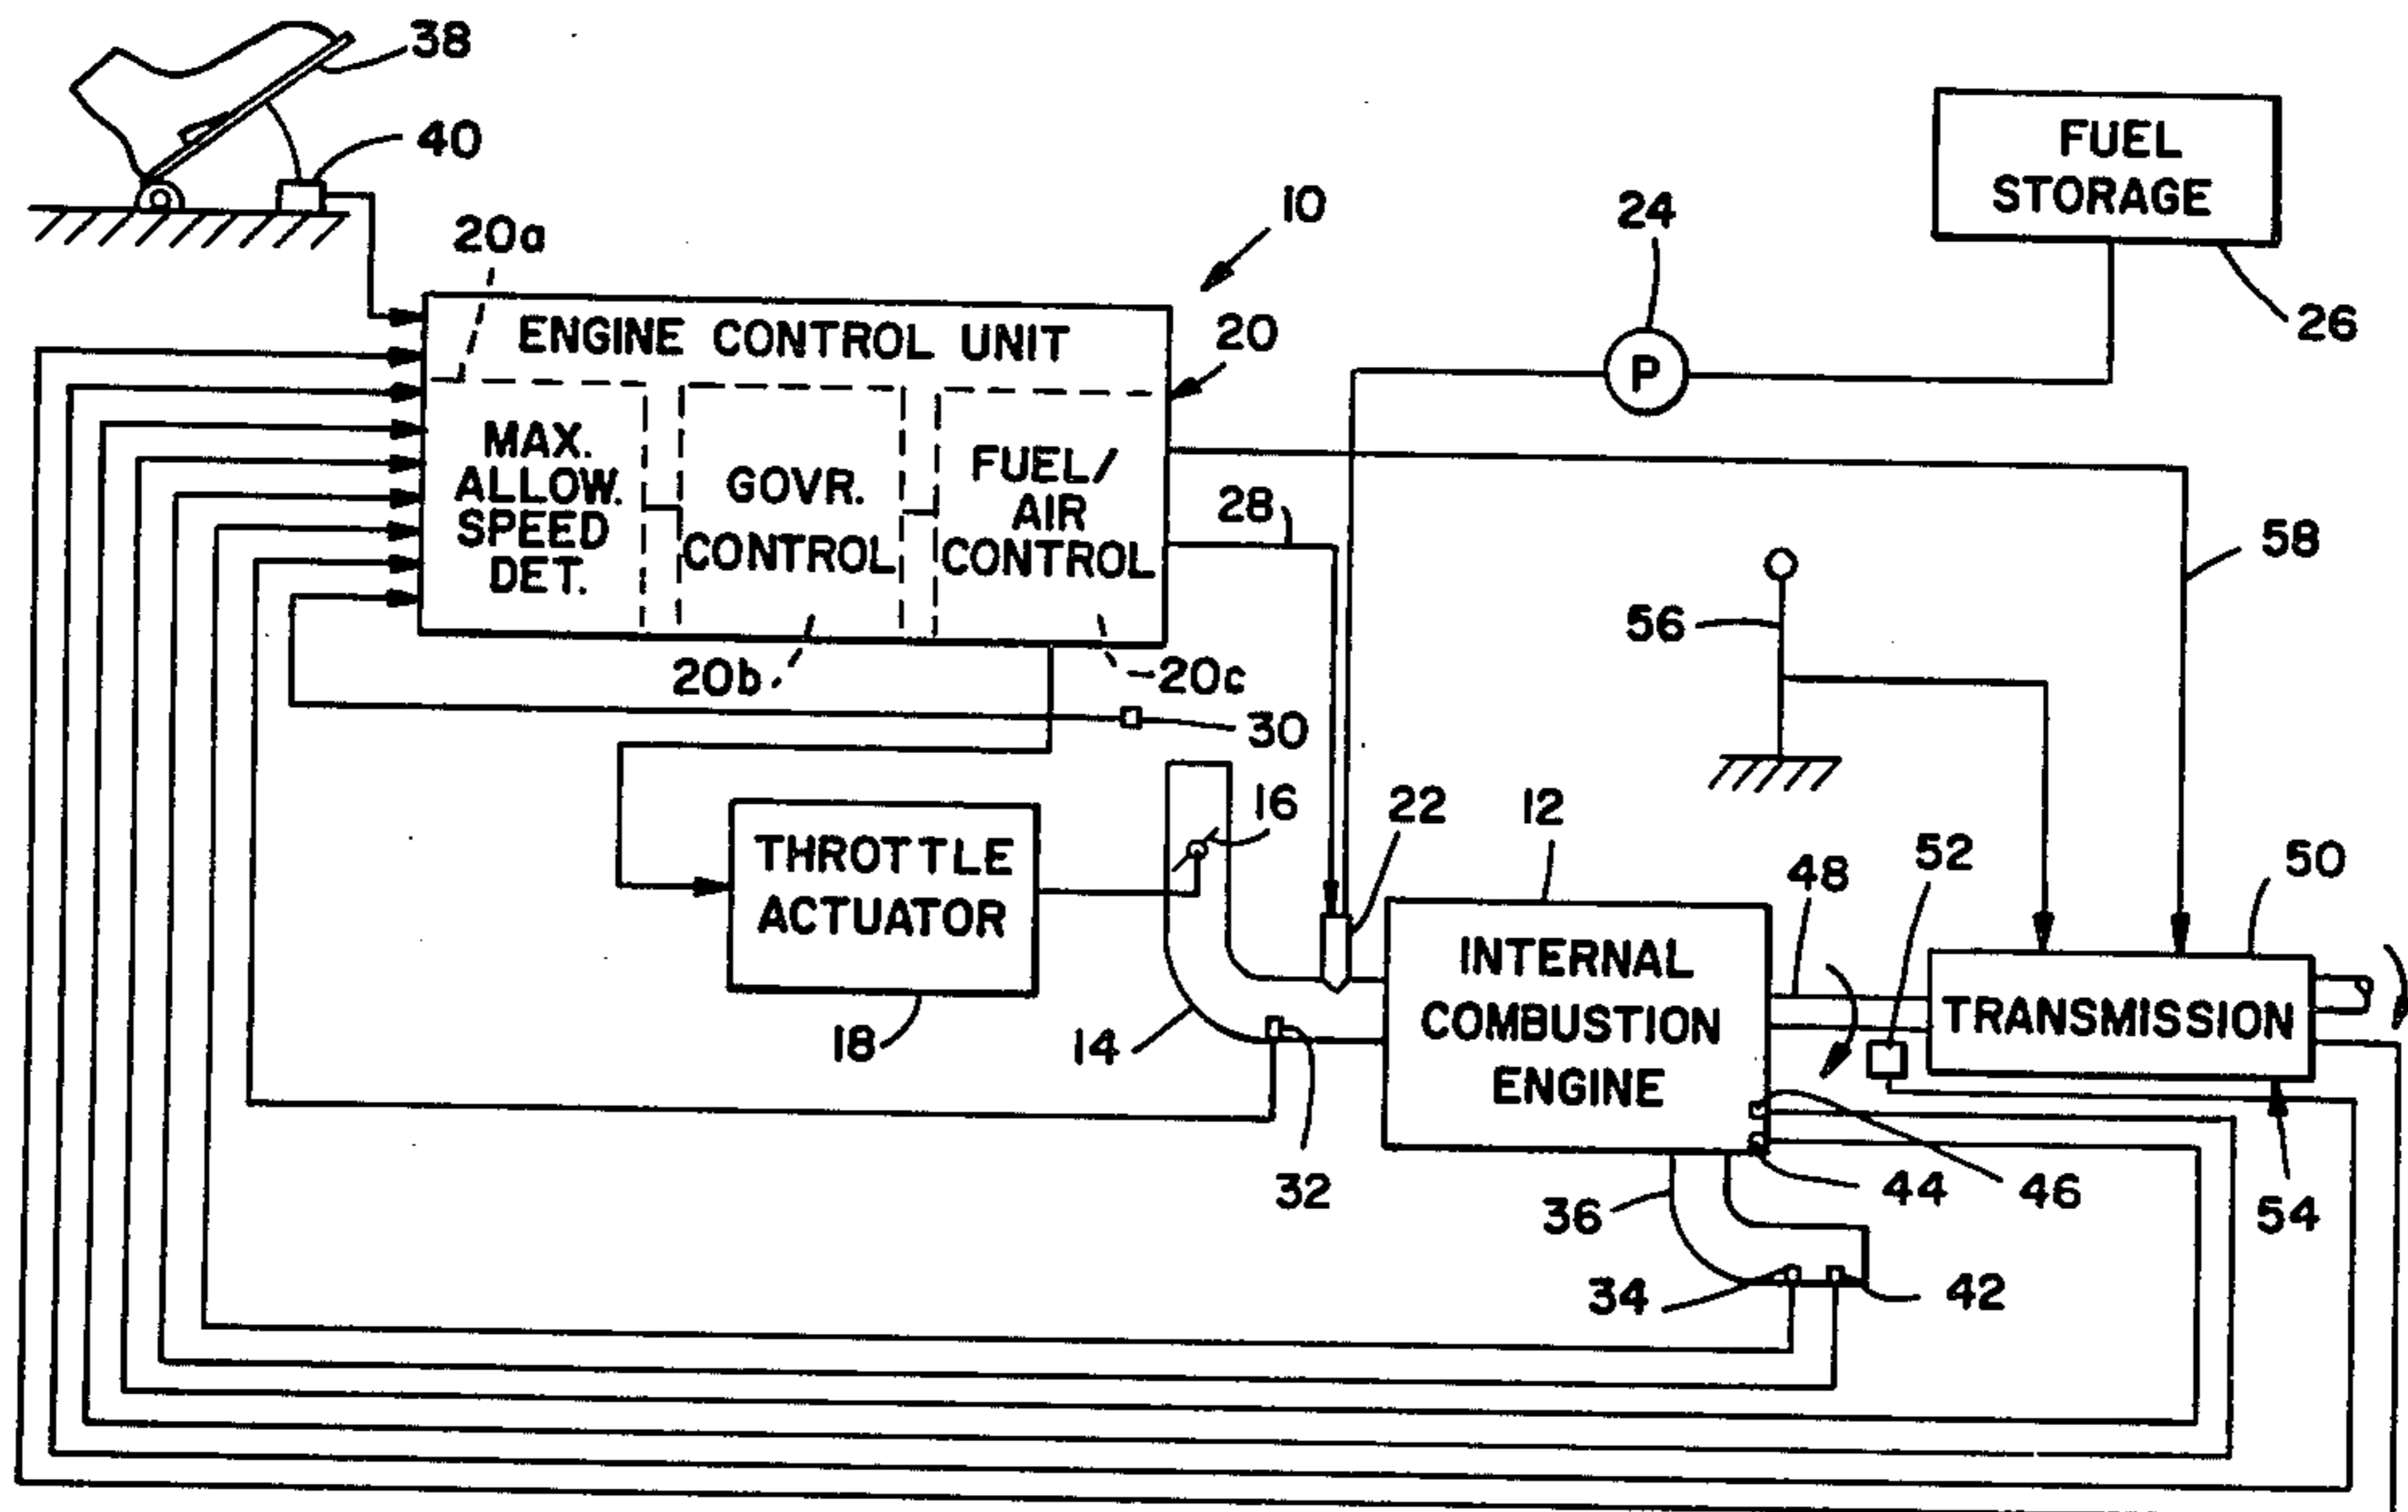 38
40
20a
10
24
FUEL
STORAGE
26
ENGINE CONTROL UNIT
20
P
MAX.
ALLOW.
SPEED
DET.
GOVR.
CONTROL
FUEL/
AIR
CONTROL
28
58
56
20b
20c
30
16
22
12
THROTTLE
ACTUATOR
18
14
48
52
50
INTERNAL
COMBUSTION
ENGINE
TRANSMISSION
32
36
44
46
54
34
42